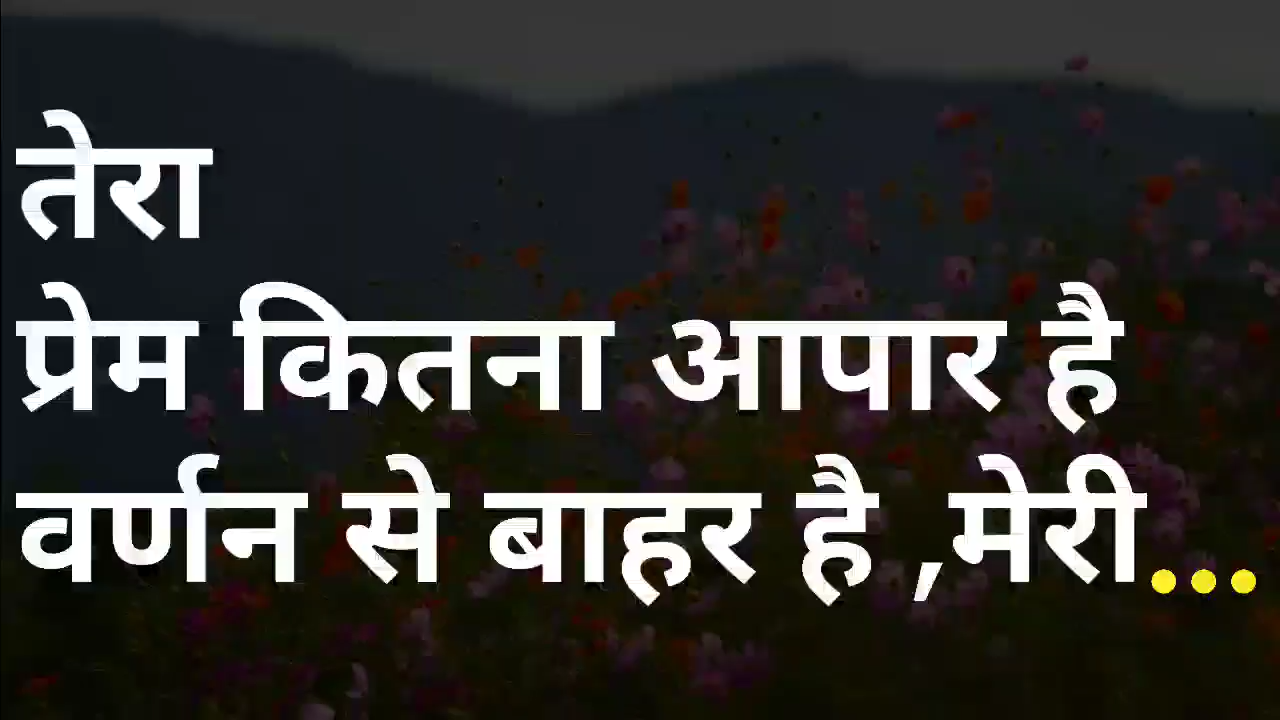 तेरा
प्रेम कितना आपार है
वर्णन से बाहर है ,मेरी...